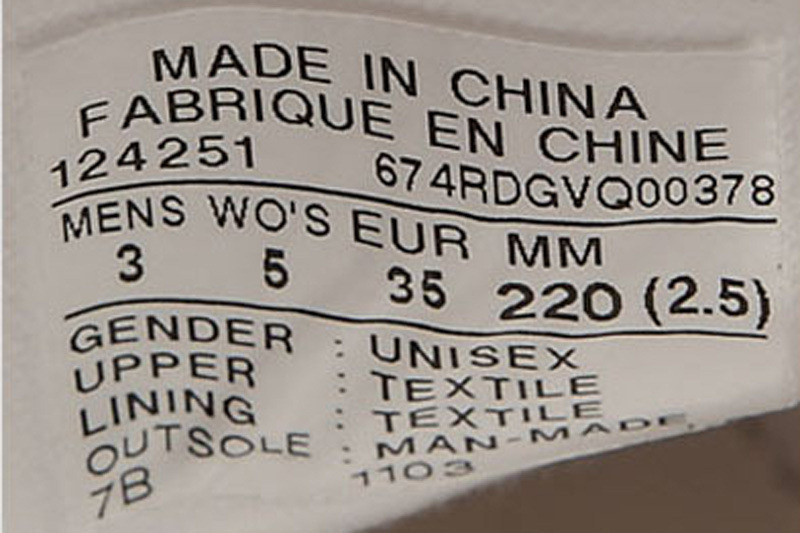 MADE IN CHINA
FABRIQUE EN CHINE
124251 674RDGVQ00378
MENS WO'S EUR MM
3 5 35 220 (2.5)
GENDER : UNISEX
UPPER : TEXTILE
LINING : TEXTILE
OUTSOLE : MAN-MADE
7B 1103